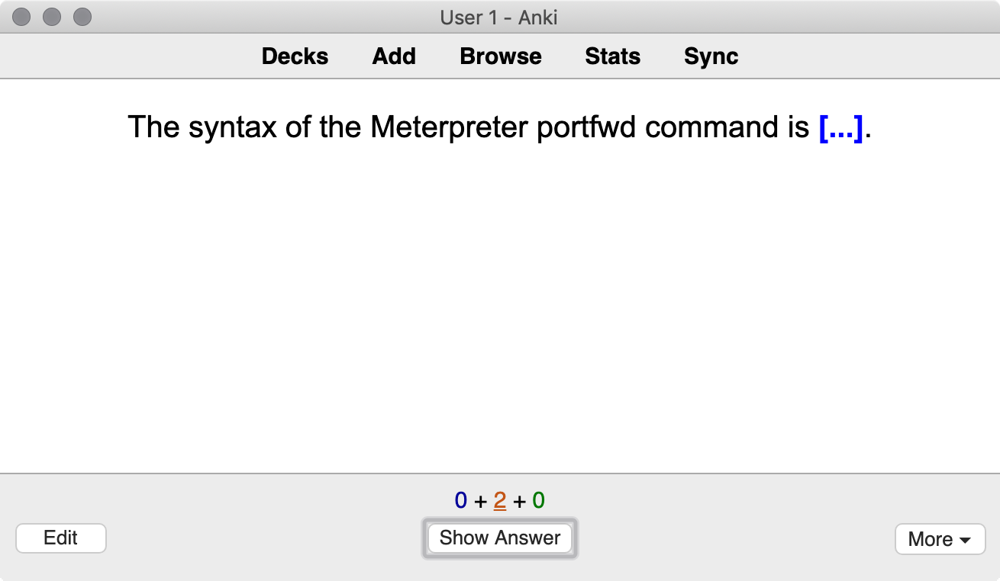 User 1 - Anki
Decks Add Browse Stats Sync
The syntax of the Meterpreter portfwd command is [...].
0 + 2 + 0
Edit Show Answer More